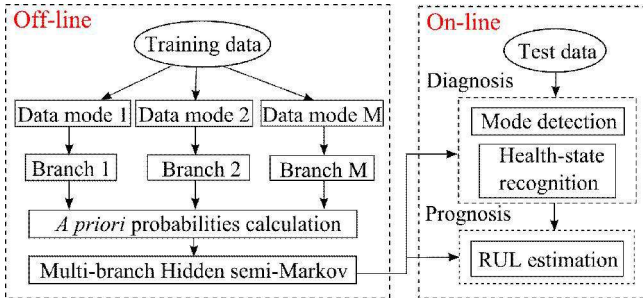 Off-line
Training data
Data mode 1
Data mode 2
Data mode M
Branch 1
Branch 2
Branch M
A priori probabilities calculation
Multi-branch Hidden semi-Markov
On-line
Test data
Diagnosis
Mode detection
Health-state
recognition
Prognosis
RUL estimation